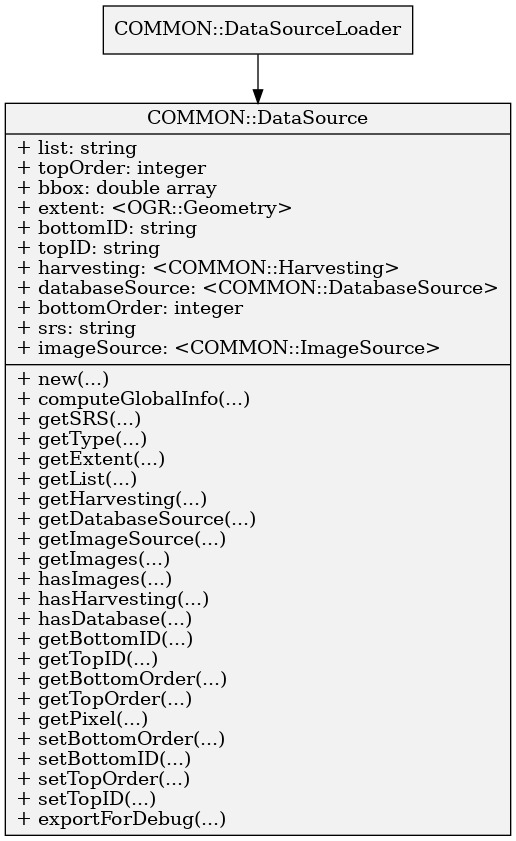 COMMON::DataSourceLoader
COMMON::DataSource
+ list: string
+ topOrder: integer
+ bbox: double array
+ extent: <OGR::Geometry>
+ bottomID: string
+ topID: string
+ harvesting: <COMMON::Harvesting>
+ databaseSource: <COMMON::DatabaseSource>
+ bottomOrder: integer
+ srs: string
+ imageSource: <COMMON::ImageSource>
+ new(...)
+ computeGlobalInfo(...)
+ getSRS(...)
+ getType(...)
+ getExtent(...)
+ getList(...)
+ getHarvesting(...)
+ getDatabaseSource(...)
+ getImageSource(...)
+ getImages(...)
+ hasImages(...)
+ hasHarvesting(...)
+ hasDatabase(...)
+ getBottomID(...)
+ getTopID(...)
+ getBottomOrder(...)
+ getTopOrder(...)
+ getPixel(...)
+ setBottomOrder(...)
+ setBottomID(...)
+ setTopOrder(...)
+ setTopID(...)
+ exportForDebug(...)